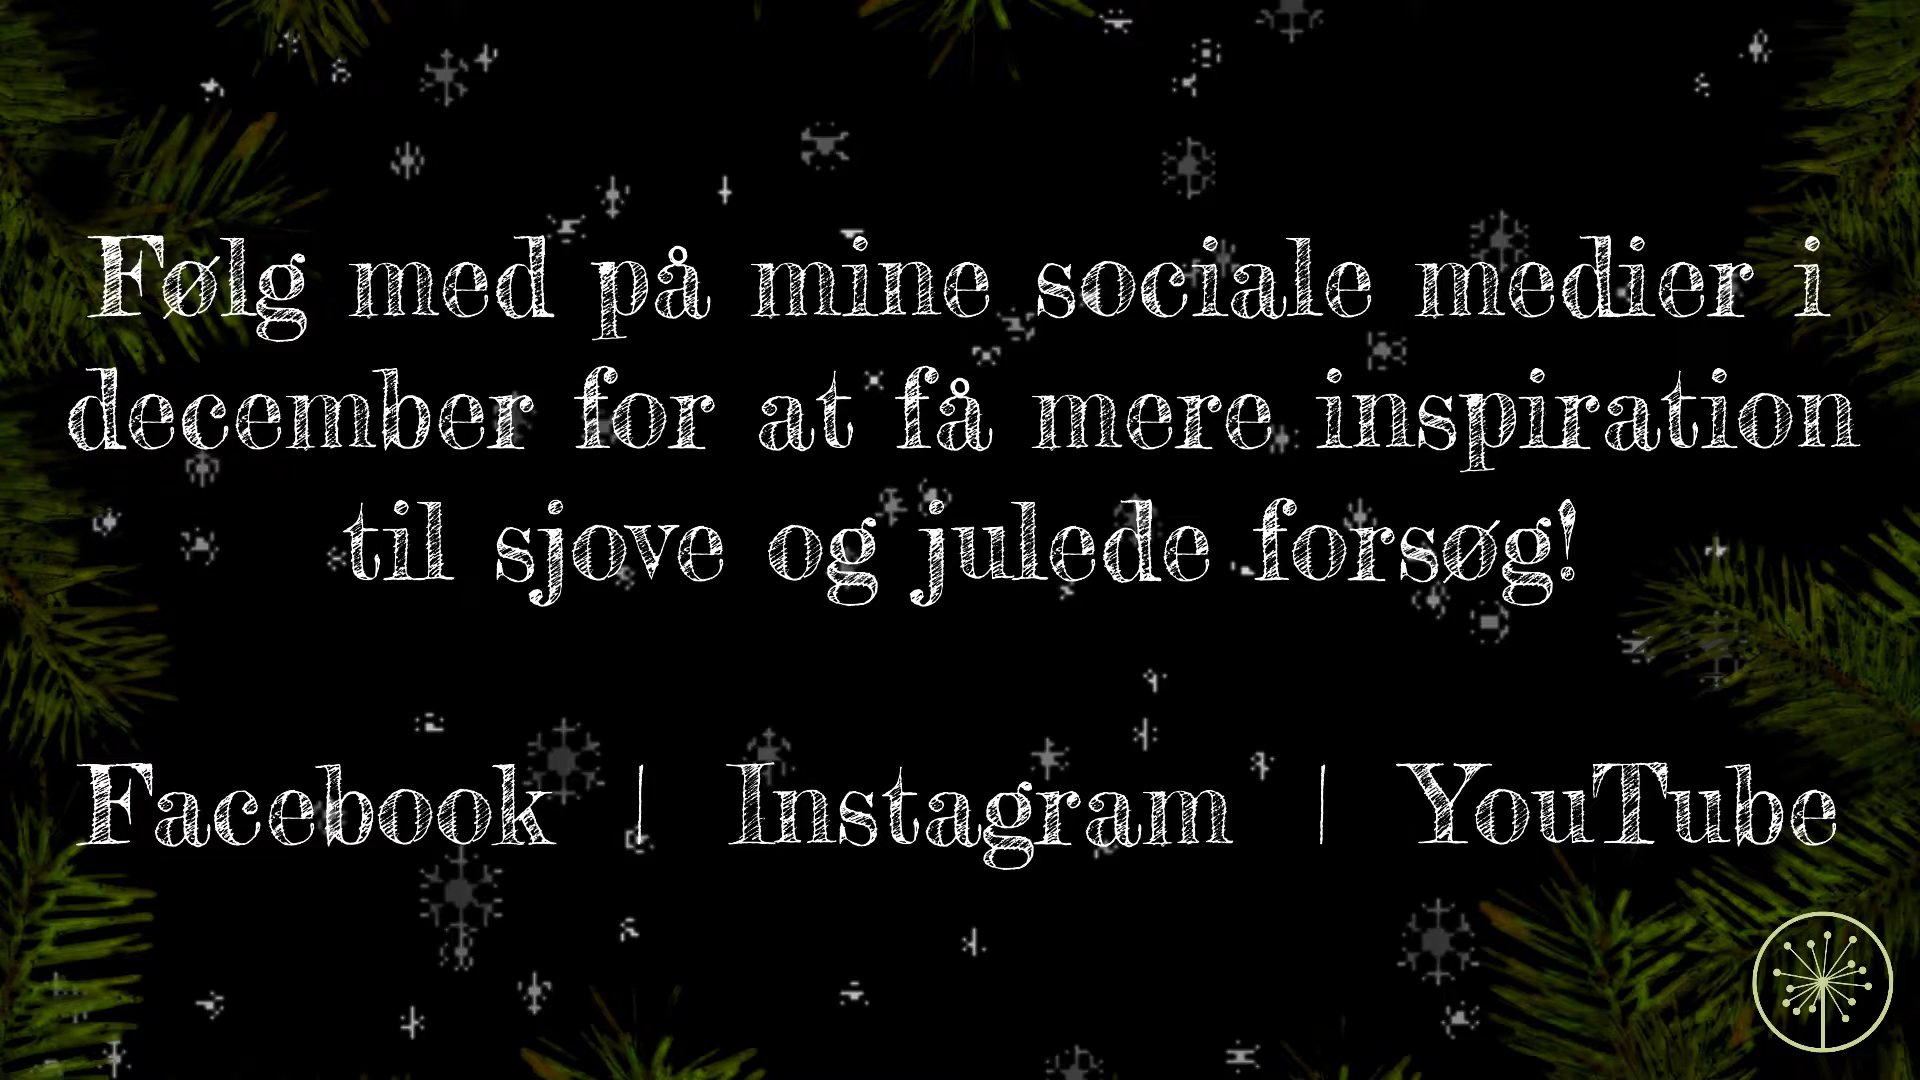 Følg med på mine sociale medier i
december for at få mere inspiration
til sjove og julede forsøg!
Facebook | Instagram | YouTube